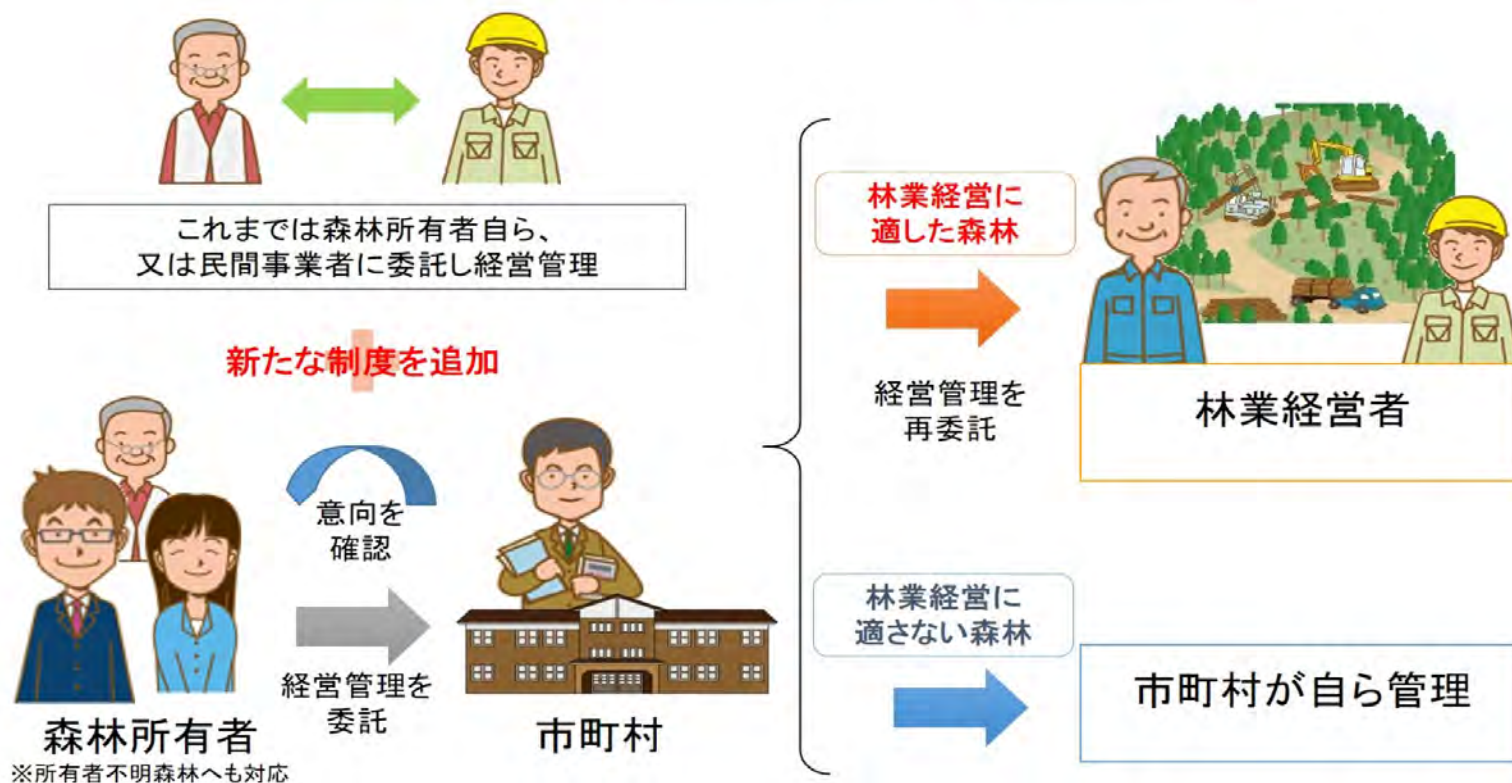 これまでは森林所有者自ら、
又は民間事業者に委託し経営管理
新たな制度を追加
意向を
確認
経営管理を
委託
森林所有者
※所有者不明森林へも対応
市町村
林業経営に
適した森林
経営管理を
再委託
林業経営者
林業経営に
適さない森林
市町村が自ら管理